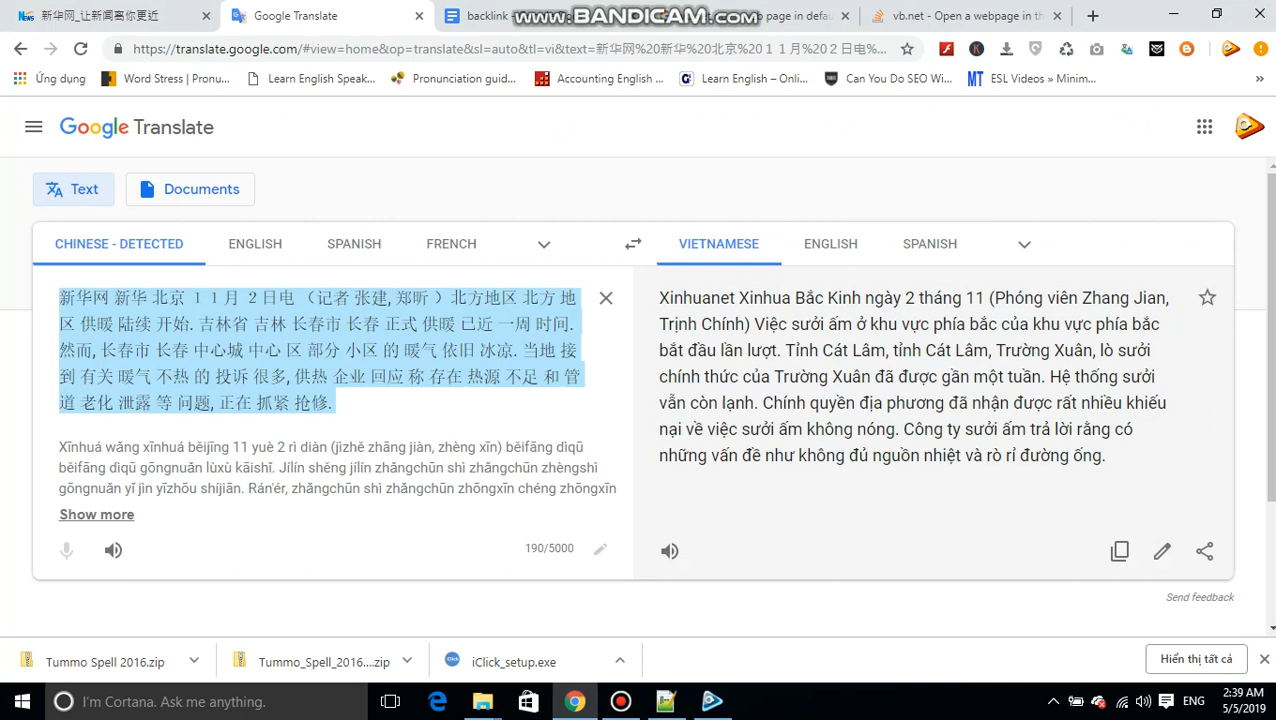 新华网_让新闻离你更近
Google Translate
backlink -
www.BANDICAM.com
page in defau
vb.net - Open a webpage in th
https://translate.google.com/#view=home&op=translate&sl=auto&tl=vi&text=新华网%20新华%20北京%20１１月%20２日电%
Ứng dụng
Word Stress | Pronu...
Learn English Speak...
Pronunciation guid...
Accounting English ...
Learn English – Onli...
Can You Do SEO Wi...
ESL Videos » Minim...
»
Google Translate
Text
Documents
CHINESE - DETECTED
ENGLISH
SPANISH
FRENCH
VIETNAMESE
ENGLISH
SPANISH
新华网 新华 北京 １１月 ２日电 （记者 张建, 郑昕 ）北方地区 北方 地
区 供暖 陆续 开始. 吉林省 吉林 长春市 长春 正式 供暖 已近 一周 时间.
然而, 长春市 长春 中心城 中心 区 部分 小区 的 暖气 依旧 冰凉. 当地 接
到 有关 暖气 不热 的 投诉 很多, 供热 企业 回应 称 存在 热源 不足 和 管
道 老化 泄露 等 问题, 正在 抓紧 抢修.
Xīnhuá wǎng xīnhuá běijīng 11 yuè 2 rì diàn (jìzhě zhāng jiàn, zhèng xīn) běifāng dìqū
běifāng dìqū gōngnuǎn lùxù kāishǐ. Jílín shěng jílín zhǎngchūn shì zhǎngchūn zhèngshì
gōngnuǎn yǐ jìn yīzhōu shíjiān. Rán'ér, zhǎngchūn shì zhǎngchūn zhōngxīn chéng zhōngxīn
Show more
190/5000
Xinhuanet Xinhua Bắc Kinh ngày 2 tháng 11 (Phóng viên Zhang Jian,
Trịnh Chính) Việc sưởi ấm ở khu vực phía bắc của khu vực phía bắc
bắt đầu lần lượt. Tỉnh Cát Lâm, tỉnh Cát Lâm, Trường Xuân, lò sưởi
chính thức của Trường Xuân đã được gần một tuần. Hệ thống sưởi
vẫn còn lạnh. Chính quyền địa phương đã nhận được rất nhiều khiếu
nại về việc sưởi ấm không nóng. Công ty sưởi ấm trả lời rằng có
những vấn đề như không đủ nguồn nhiệt và rò rỉ đường ống.
Send feedback
Tummo Spell 2016.zip
Tummo_Spell_2016....zip
iClick_setup.exe
Hiển thị tất cả
I'm Cortana. Ask me anything.
ENG
2:39 AM
5/5/2019